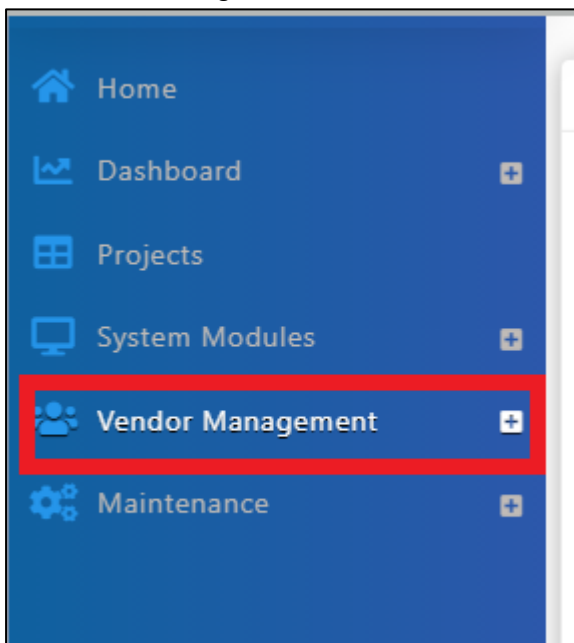 Home
Dashboard
Projects
System Modules
Vendor Management
Maintenance